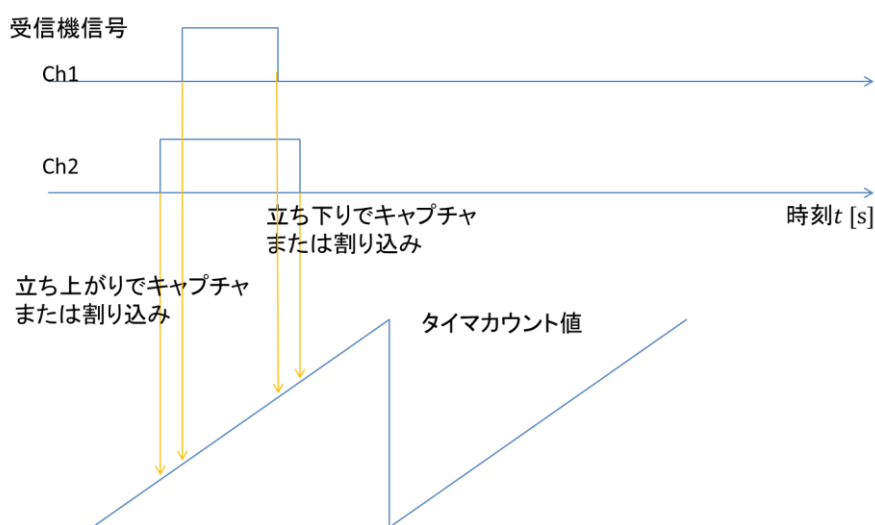 受信機信号
Ch1
Ch2
時刻t [s]
立ち下りでキャプチャ
または割り込み
立ち上がりでキャプチャ
または割り込み
タイマカウント値